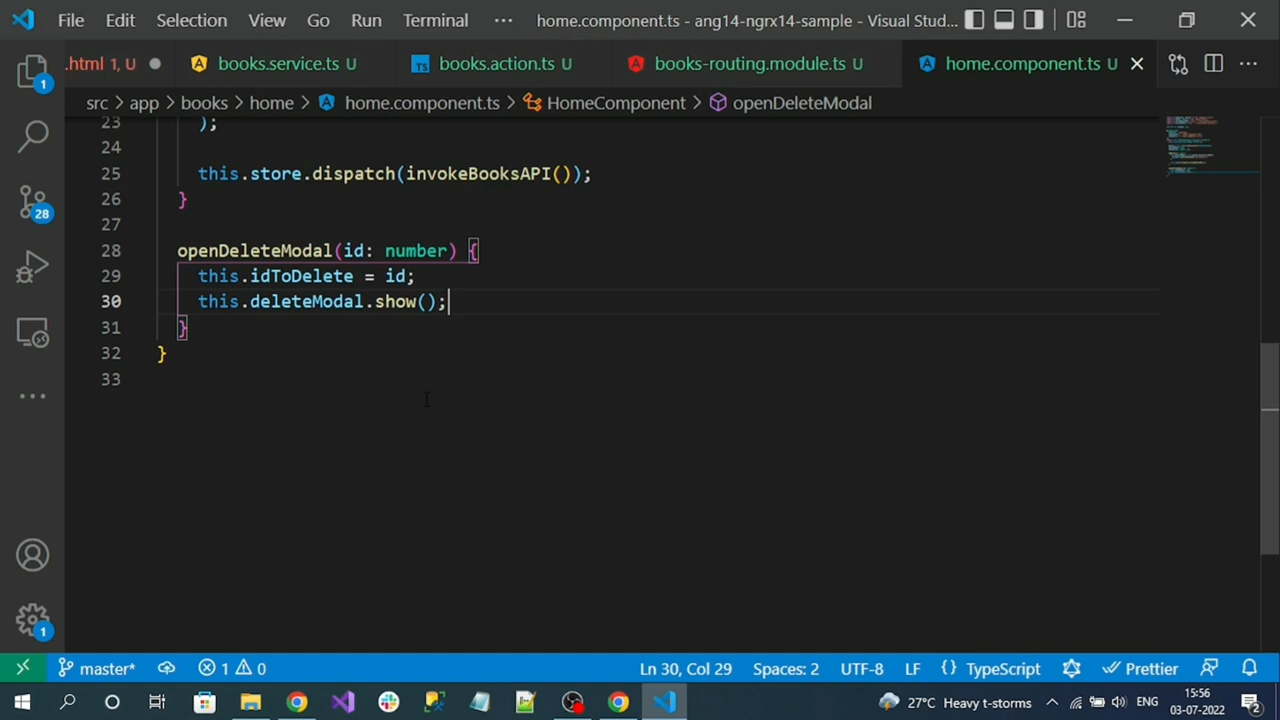 File Edit Selection View Go Run Terminal ··· home.component.ts - ang14-ngrx14-sample - Visual Stud...
.html 1, U books.service.ts U books.action.ts U books-routing.module.ts U home.component.ts U
src > app > books > home > home.component.ts > HomeComponent > openDeleteModal
23 );
24
25 this.store.dispatch(invokeBooksAPI());
26 }
27
28 openDeleteModal(id: number) {
29 this.idToDelete = id;
30 this.deleteModal.show();
31 }
32 }
33
1
28
1
master* 1 0 Ln 30, Col 29 Spaces: 2 UTF-8 LF {} TypeScript Prettier
27°C Heavy t-storms ENG 15:56
03-07-2022 2